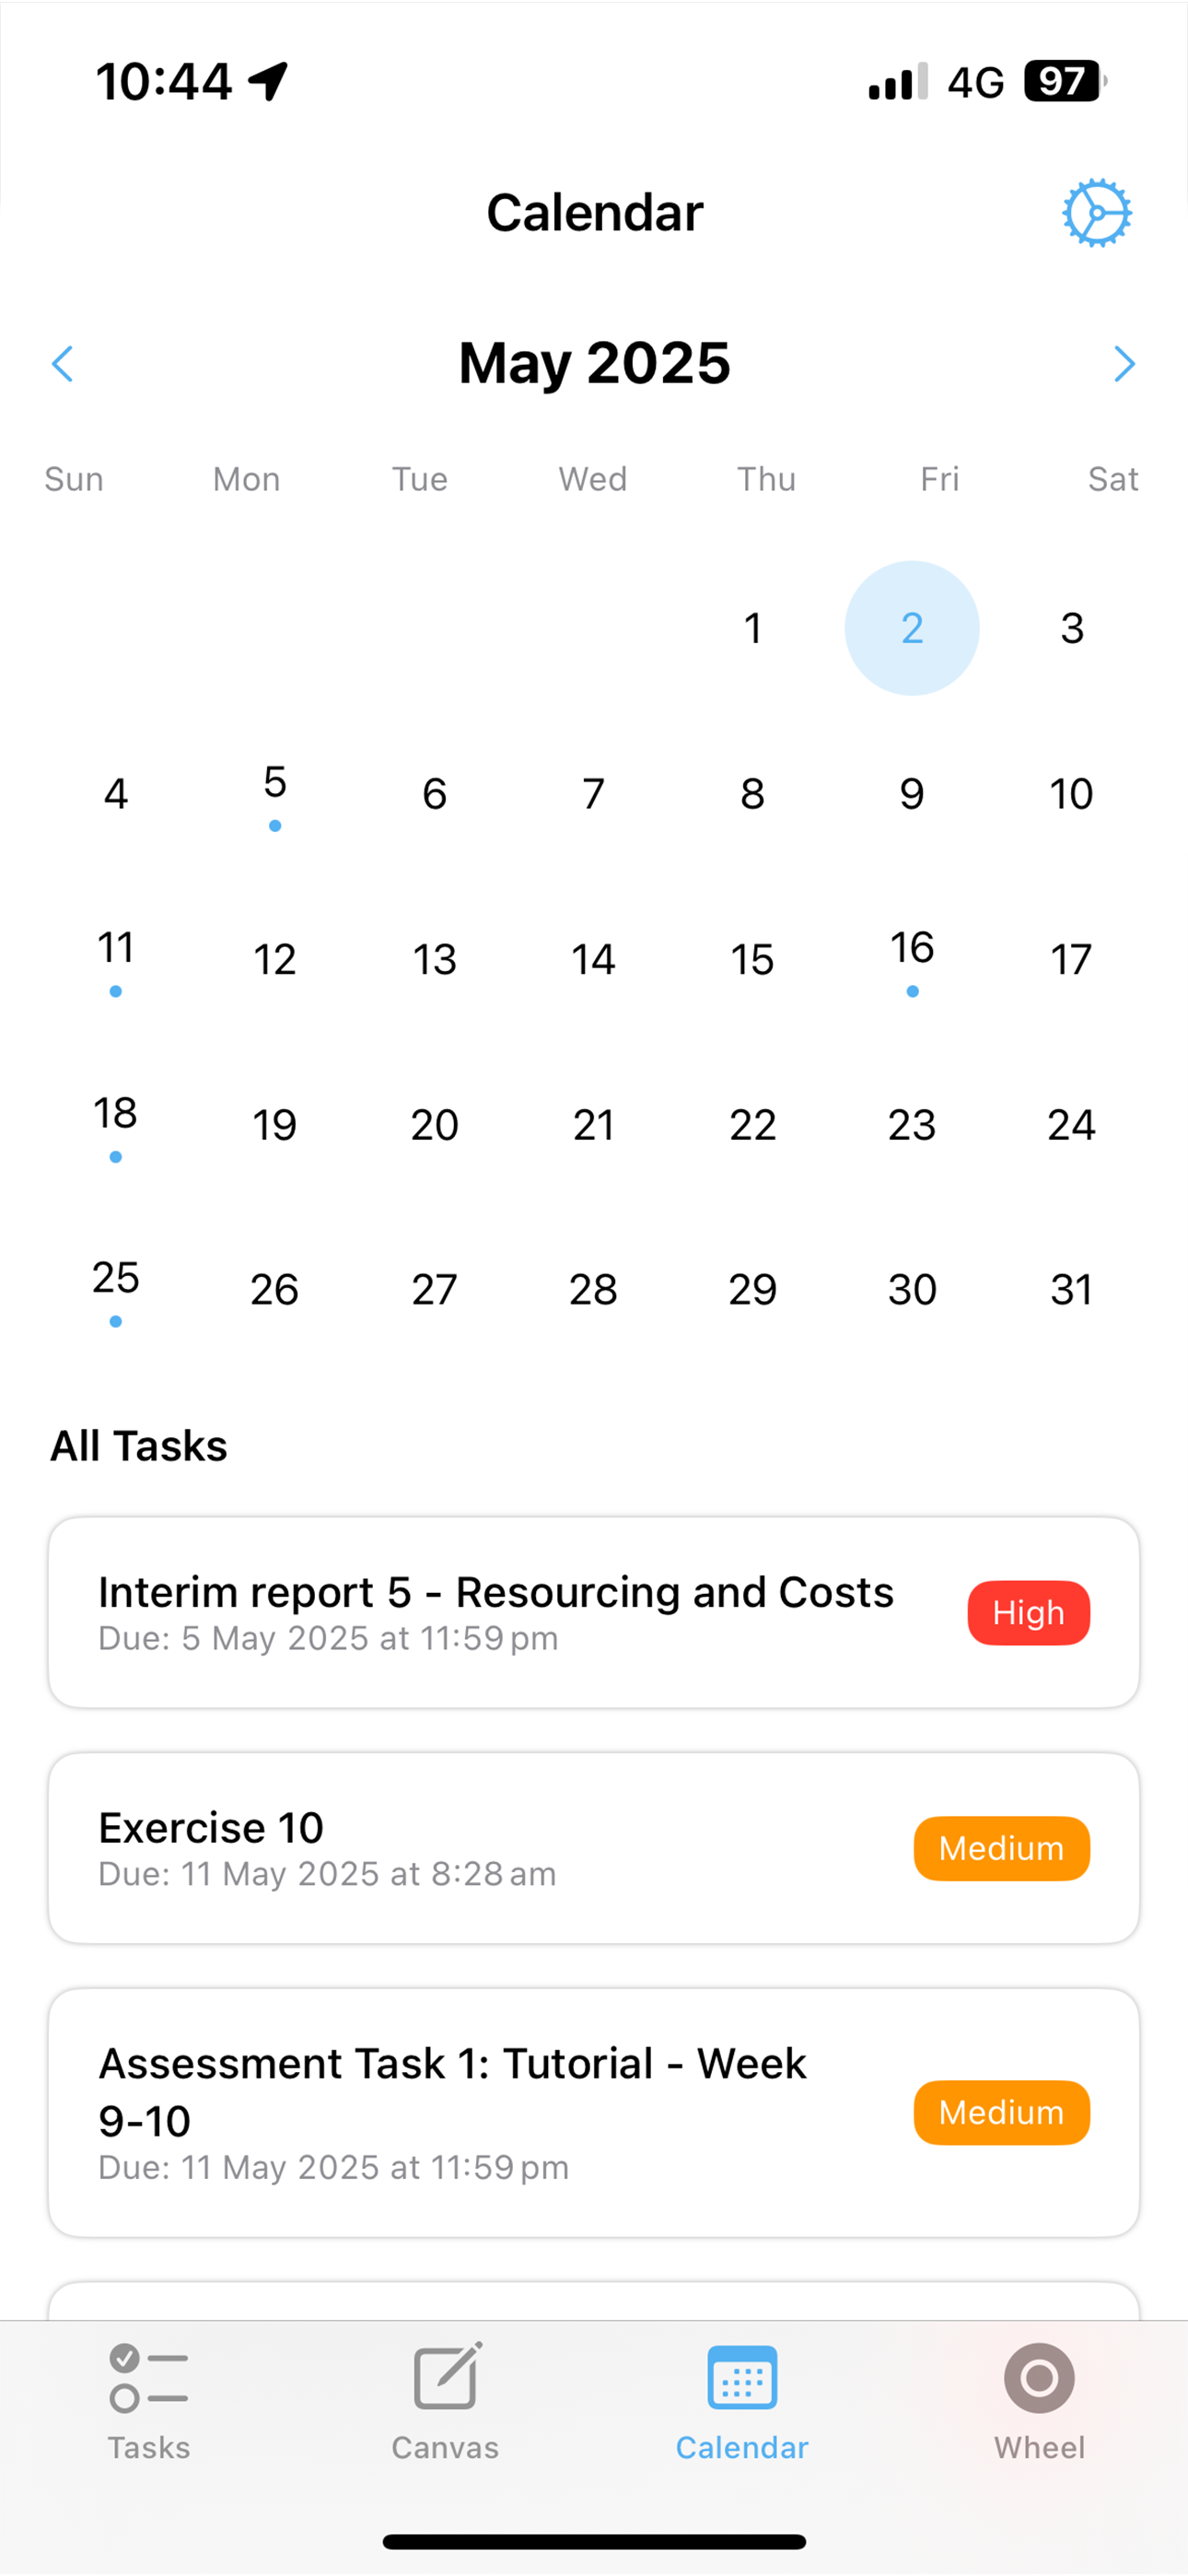 10:44 4G 97
Calendar
May 2025
Sun Mon Tue Wed Thu Fri Sat
1 2 3
4 5 6 7 8 9 10
11 12 13 14 15 16 17
18 19 20 21 22 23 24
25 26 27 28 29 30 31
All Tasks
Interim report 5 - Resourcing and Costs
Due: 5 May 2025 at 11:59 pm
High
Exercise 10
Due: 11 May 2025 at 8:28 am
Medium
Assessment Task 1: Tutorial - Week
9-10
Due: 11 May 2025 at 11:59 pm
Medium
Tasks Canvas Calendar Wheel